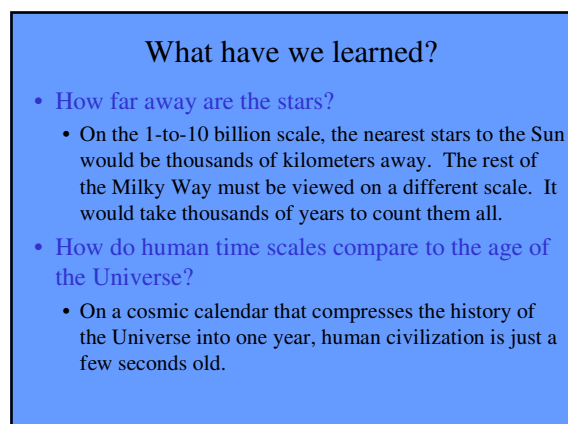 What have we learned?
• How far away are the stars?
• On the 1-to-10 billion scale, the nearest stars to the Sun
would be thousands of kilometers away.  The rest of
the Milky Way must be viewed on a different scale.  It
would take thousands of years to count them all.
• How do human time scales compare to the age of
the Universe?
• On a cosmic calendar that compresses the history of
the Universe into one year, human civilization is just a
few seconds old.